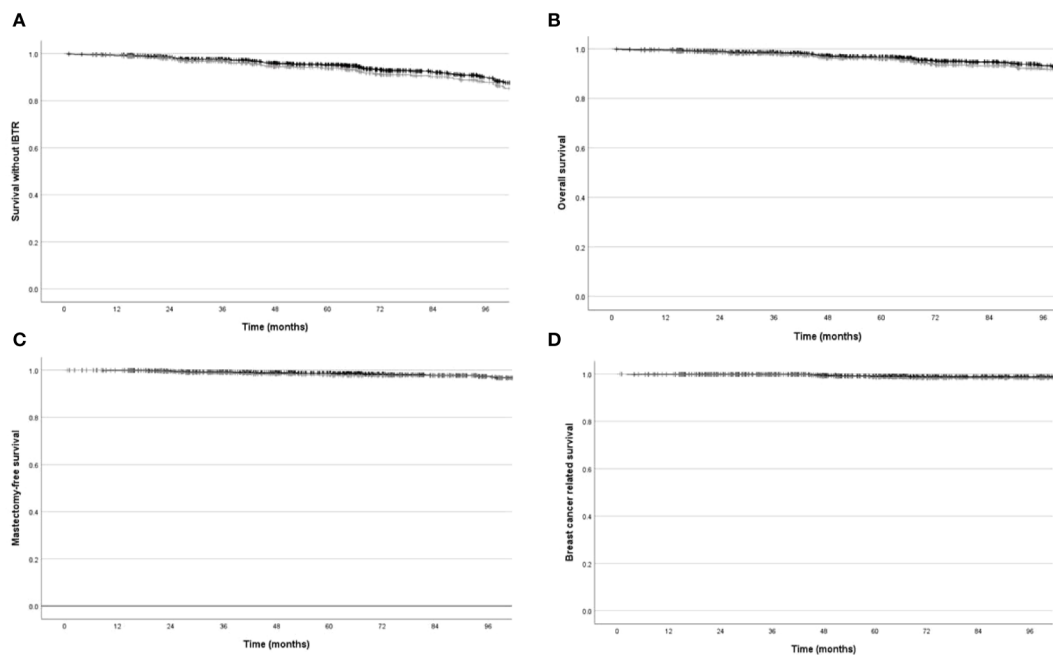 A
1.0
0.8
0.6
0.4
0.2
0.0
Survival without IBTR
0 12 24 36 48 60 72 84 96
Time (months)
B
1.0
0.8
0.6
0.4
0.2
0.0
Overall survival
0 12 24 36 48 60 72 84 96
Time (months)
C
1.0
0.8
0.6
0.4
0.2
0.0
Mastectomy-free survival
0 12 24 36 48 60 72 84 96
Time (months)
D
1.0
0.8
0.6
0.4
0.2
0.0
Breast cancer related survival
0 12 24 36 48 60 72 84 96
Time (months)